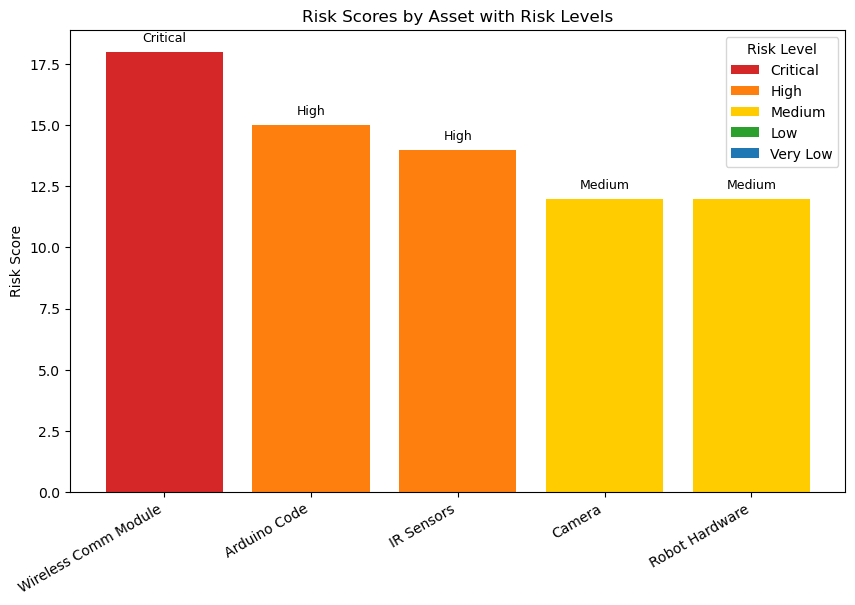 Risk Scores by Asset with Risk Levels
Critical
High
High
Medium
Medium
Risk Level
Critical
High
Medium
Low
Very Low
Risk Score
17.5
15.0
12.5
10.0
7.5
5.0
2.5
0.0
Wireless Comm Module
Arduino Code
IR Sensors
Camera
Robot Hardware